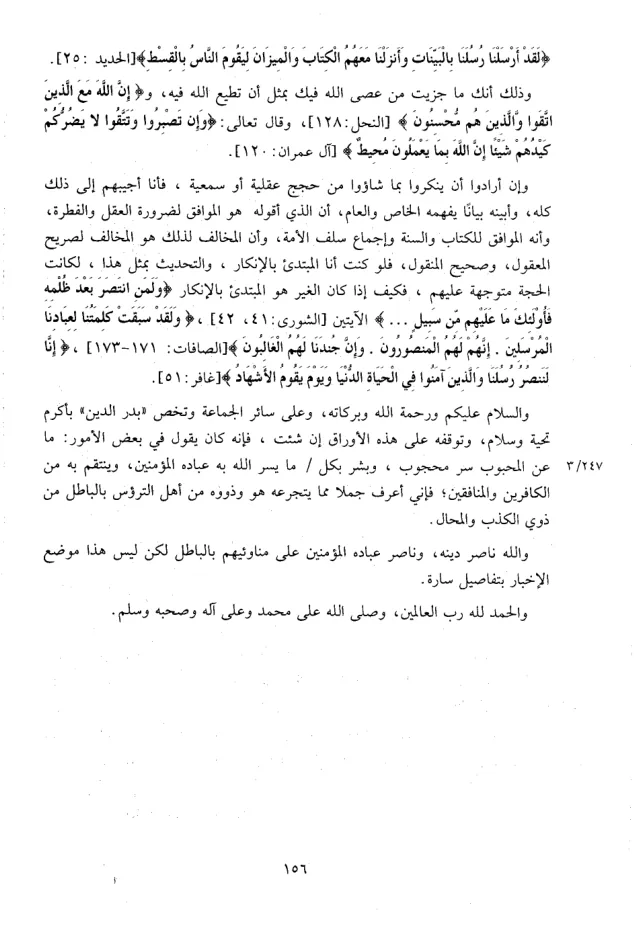 ﴿لَقَدْ أَرْسَلْنَا رُسُلَنَا بِالْبَيِّنَاتِ وَأَنزَلْنَا مَعَهُمُ الْكِتَابَ وَالْمِيزَانَ لِيَقُومَ النَّاسُ بِالْقِسْطِ﴾[الحديد :٢٥].
وذلك أنك ما جزيت من عصى الله فيك بمثل أن تطيع الله فيه، و﴿ إِنَّ اللَّهَ مَعَ الَّذِينَ
اتَّقَوا وَّالَّذِينَ هُم مُّحْسِنُونَ ﴾ [النحل:١٢٨]، وقال تعالى:﴿وَإِن تَصْبِرُوا وَتَتَّقُوا لا يَضُرُّكُمْ
كَيْدُهُمْ شَيْئًا إِنَّ اللَّهَ بِمَا يَعْمَلُونَ مُحِيطٌ ﴾ [آل عمران: ١٢٠].
وإن أرادوا أن ينكروا بما شاؤوا من حجج عقلية أو سمعية ، فأنا أجيبهم إلى ذلك
كله، وأبينه بيانًا يفهمه الخاص والعام، أن الذي أقوله هو الموافق لضرورة العقل والفطرة،
وأنه الموافق للكتاب والسنة وإجماع سلف الأمة، وأن المخالف لذلك هو المخالف لصريح
المعقول، وصحيح المنقول، فلو كنت أنا المبتدئ بالإنكار ، والتحديث بمثل هذا ، لكانت
الحجة متوجهة عليهم ، فكيف إذا كان الغير هو المبتدئ بالإنكار ﴿وَلَمَنِ انتَصَرَ بَعْدَ ظُلْمِهِ
فَأُولَئِكَ مَا عَلَيْهِم مِّن سَبِيلٍ ... ﴾ الآيتين [الشورى:٤١، ٤٢] ،﴿ وَلَقَدْ سَبَقَتْ كَلِمَتُنَا لِعِبَادِنَا
الْمُرْسَلِينَ . إِنَّهُمْ لَهُمُ الْمَنصُورُونَ . وَإِنَّ جُندَنَا لَهُمُ الْغَالِبُونَ ﴾[الصافات: ١٧١-١٧٣] ،﴿ إِنَّا
لَنَنصُرُ رُسُلَنَا وَالَّذِينَ آمَنُوا فِي الْحَيَاةِ الدُّنْيَا وَيَوْمَ يَقُومُ الأَشْهَادُ ﴾[غافر:٥١].
والسلام عليكم ورحمة الله وبركاته، وعلى سائر الجماعة وتخص «بدر الدين» بأكرم
تحية وسلام، وتوقفه على هذه الأوراق إن شئت ، فإنه كان يقول في بعض الأمور: ما
عن المحبوب سر محجوب ، وبشر بكل / ما يسر الله به عباده المؤمنين، وينتقم به من ٣/٢٤٧
الكافرين والمنافقين؛ فإني أعرف جملا مما يتجرعه هو وذووه من أهل الترؤس بالباطل من
ذوي الكذب والمحال.
والله ناصر دينه، وناصر عباده المؤمنين على مناوئيهم بالباطل لكن ليس هذا موضع
الإخبار بتفاصيل سارة.
والحمد لله رب العالمين، وصلى الله على محمد وعلى آله وصحبه وسلم.
١٥٦